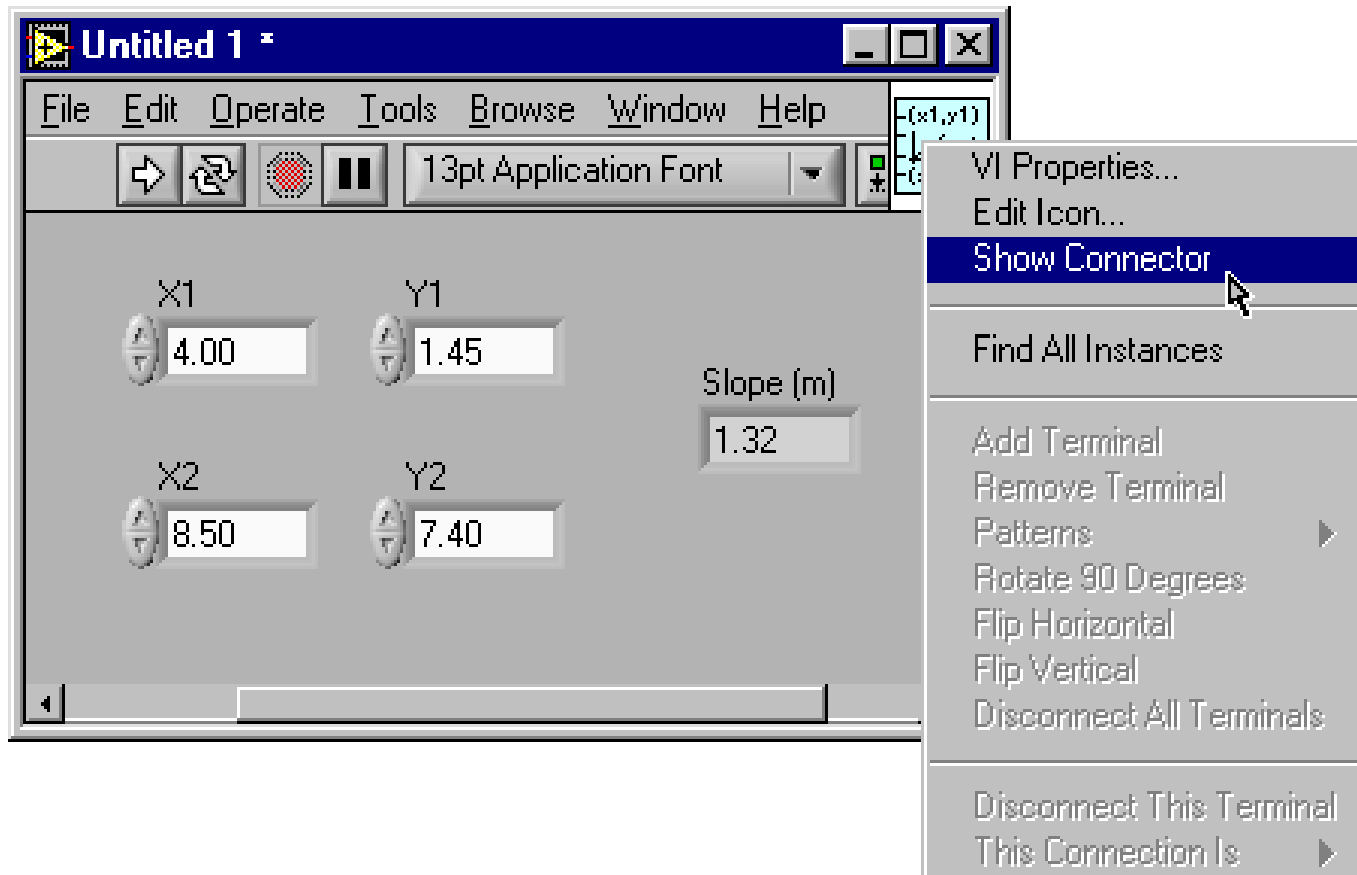 Untitled 1 *
File Edit Operate Tools Browse Window Help
(x1,y1)
13pt Application Font
VI Properties...
Edit Icon...
Show Connector
X1 Y1
4.00 1.45
Find All Instances
Slope (m)
1.32
Add Terminal
X2 Y2
Remove Terminal
8.50 7.40
Patterns
Rotate 90 Degrees
Flip Horizontal
Flip Vertical
Disconnect All Terminals
Disconnect This Terminal
This Connection Is